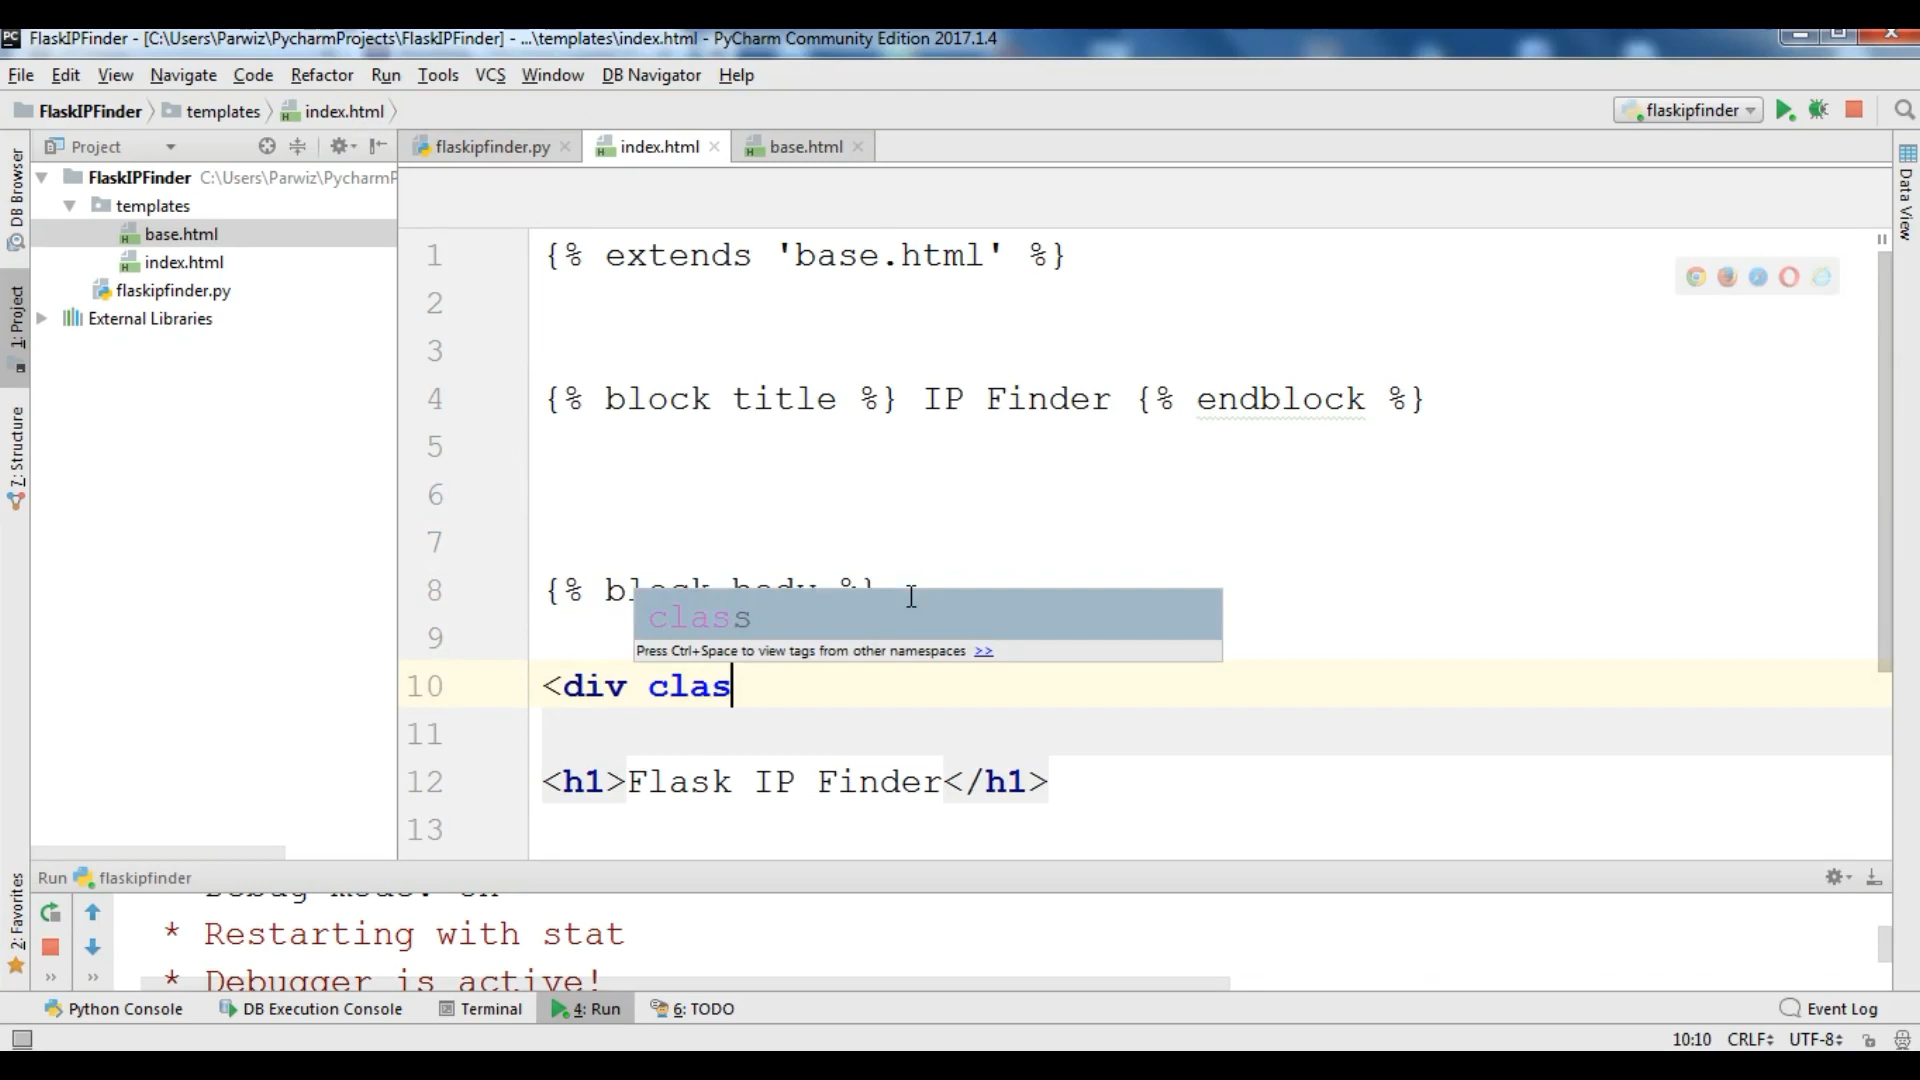 PC FlaskIPFinder - [C:\Users\Parwiz\PycharmProjects\FlaskIPFinder] - ...\templates\index.html - PyCharm Community Edition 2017.1.4
File Edit View Navigate Code Refactor Run Tools VCS Window DB Navigator Help
FlaskIPFinder templates index.html flaskipfinder
Project flaskipfinder.py index.html base.html
FlaskIPFinder C:\Users\Parwiz\PycharmP
templates
base.html
index.html
flaskipfinder.py
External Libraries
DB Browser
1: Project
7: Structure
2: Favorites
Data View
1 {% extends 'base.html' %}
2
3
4 {% block title %} IP Finder {% endblock %}
5
6
7
8 {% block body %}
class
9
Press Ctrl+Space to view tags from other namespaces >>
10 <div clas
11
12 <h1>Flask IP Finder</h1>
13
Run flaskipfinder
* Restarting with stat
* Debugger is active!
Python Console DB Execution Console Terminal 4: Run 6: TODO Event Log
10:10 CRLF UTF-8